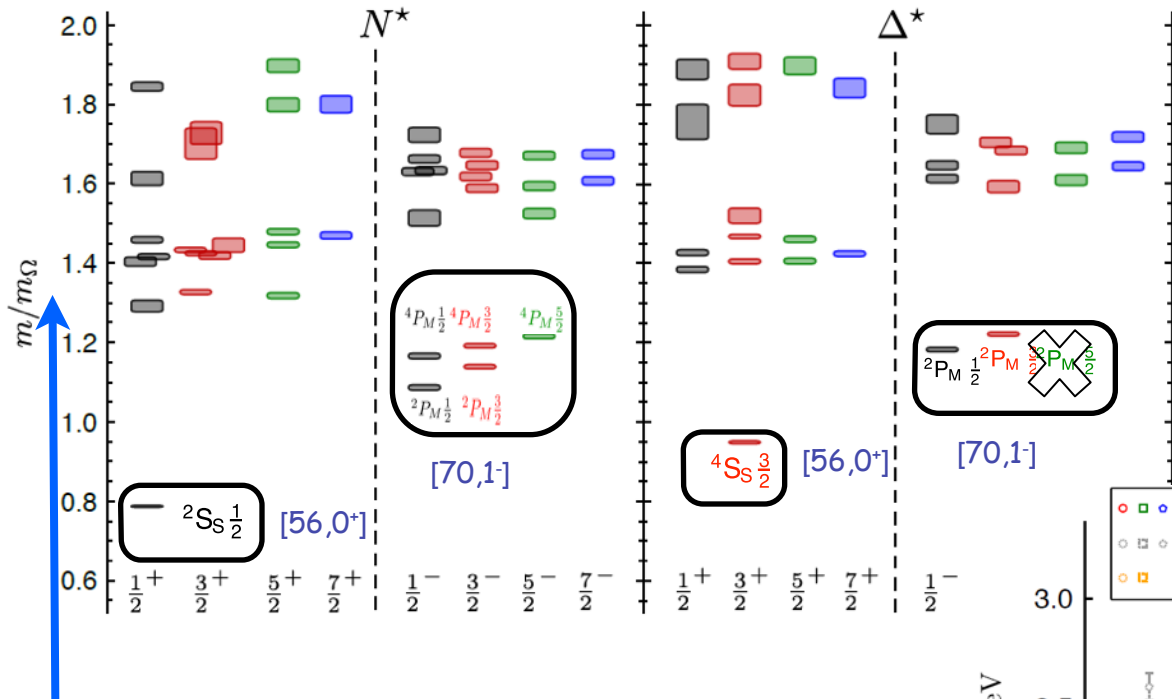 N* Δ*
2.0
1.8
1.6
1.4
1.2
1.0
0.8
0.6
m/m_Ω
⁴P_M 1/2 ⁴P_M 3/2 ⁴P_M 5/2
²P_M 1/2 ²P_M 3/2
[70,1⁻]
²S_S 1/2 [56,0⁺]
⁴S_S 3/2 [56,0⁺]
²P_M 1/2 ²P_M 3/2 ²P_M 5/2
[70,1⁻]
1/2⁺ 3/2⁺ 5/2⁺ 7/2⁺ 1/2⁻ 3/2⁻ 5/2⁻ 7/2⁻ 1/2⁺ 3/2⁺ 5/2⁺ 7/2⁺ 1/2⁻
3.0
eV